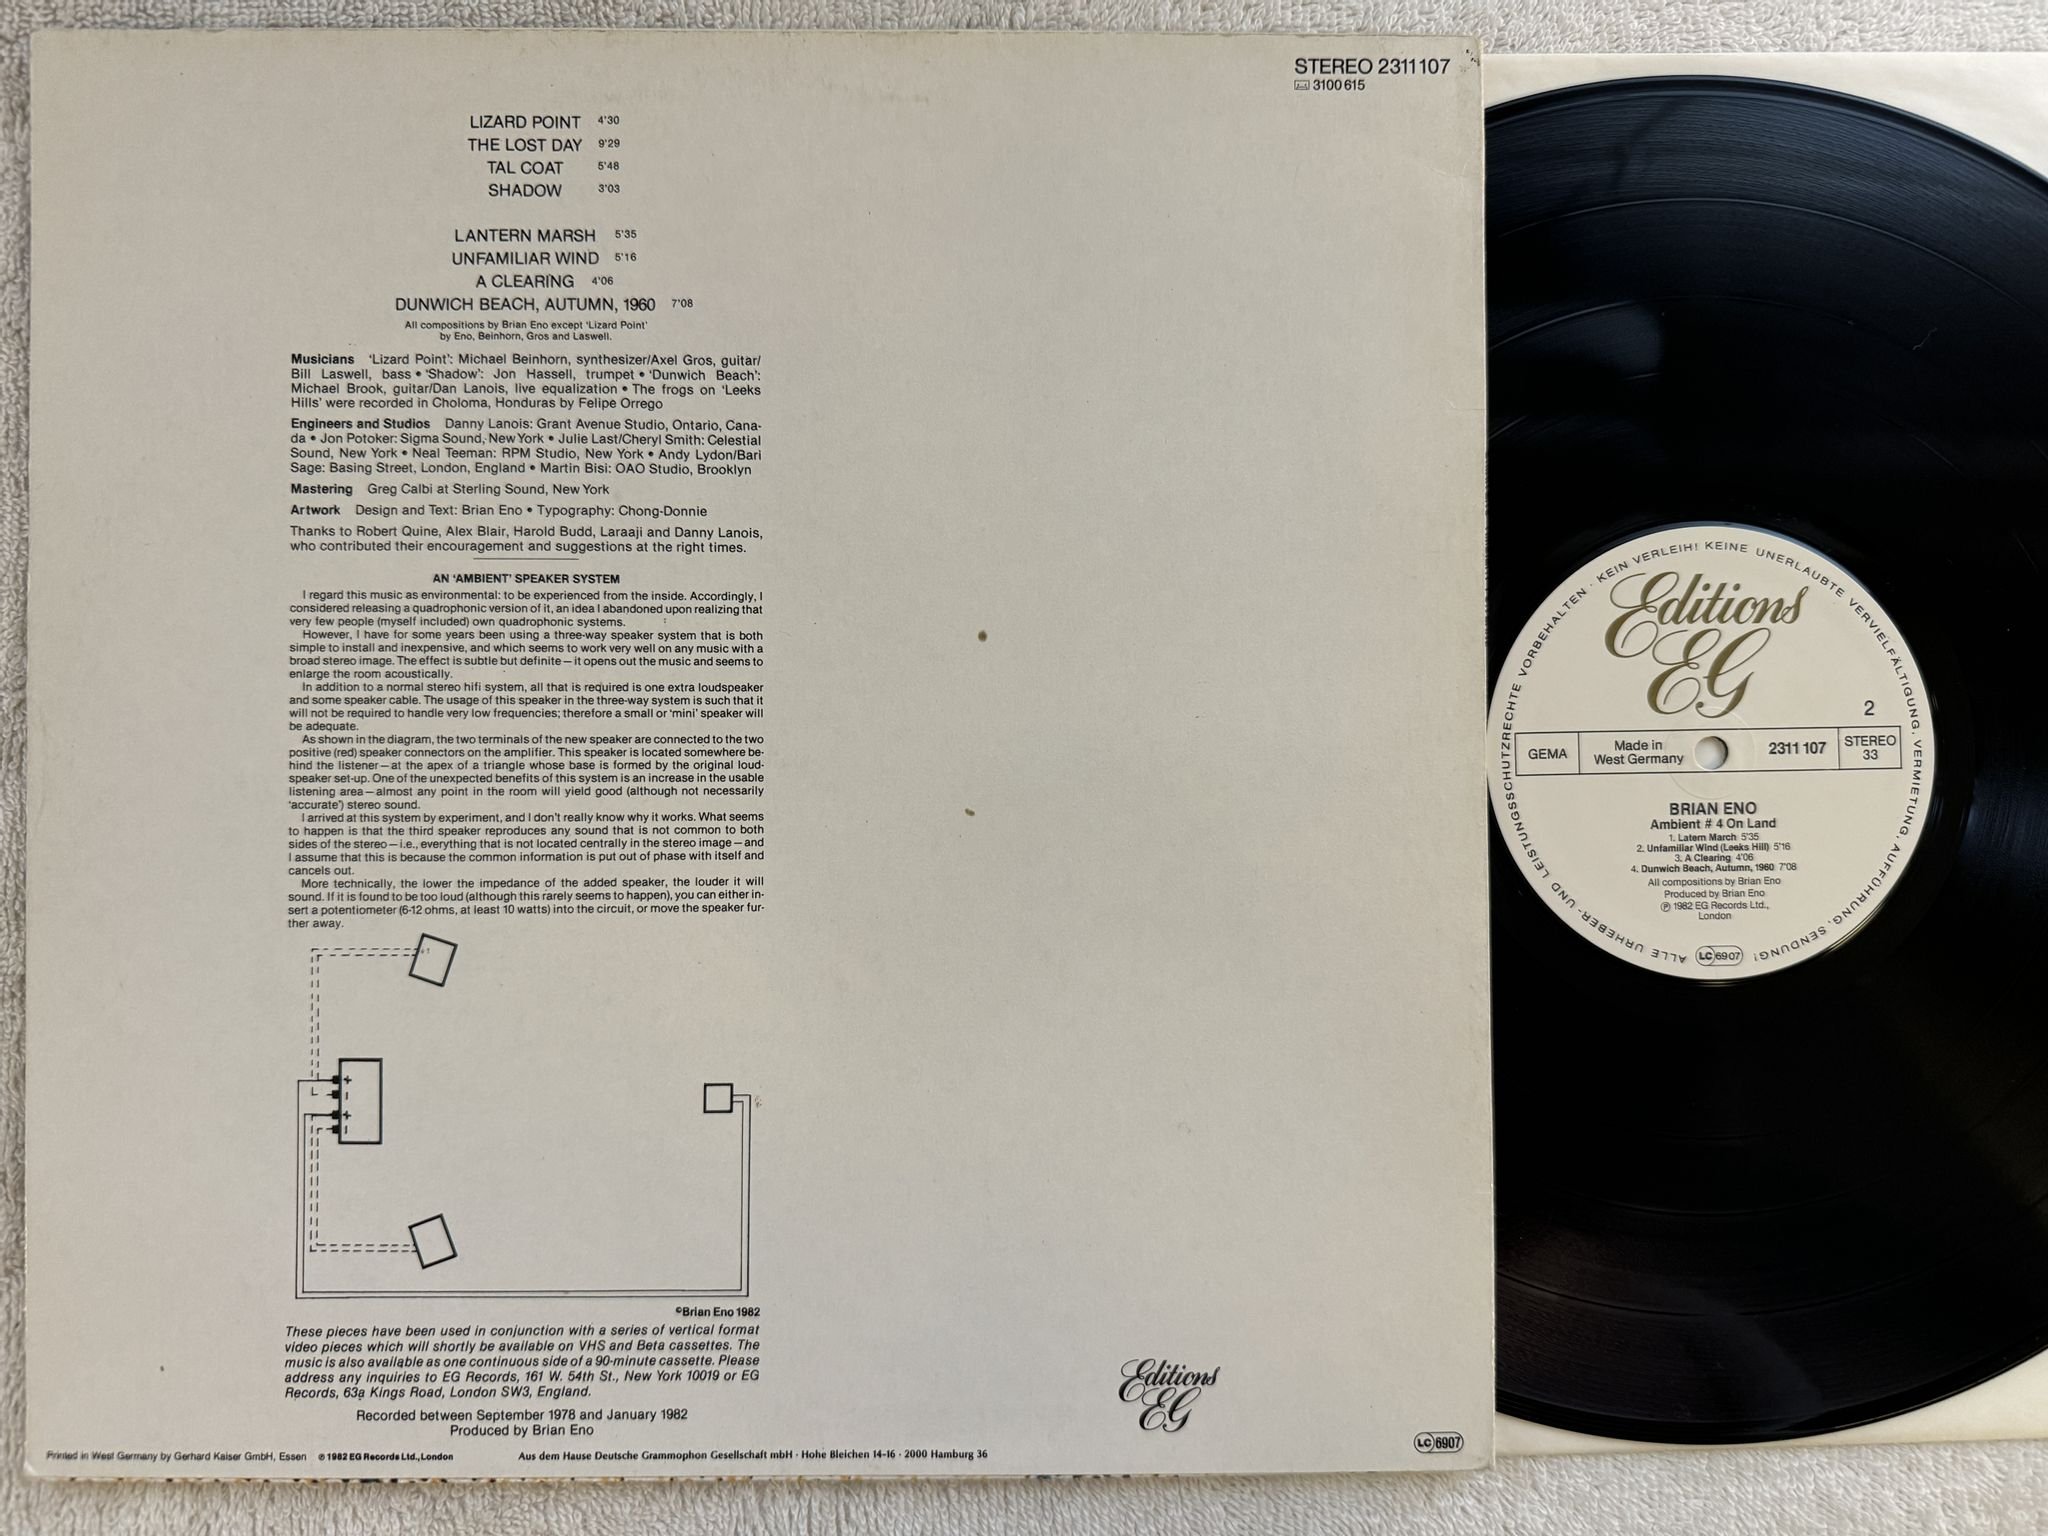 STEREO 2311107
3100 615
LIZARD POINT 4'30
THE LOST DAY 9'29
TAL COAT 5'48
SHADOW 3'03
LANTERN MARSH 5'35
UNFAMILIAR WIND 5'16
A CLEARING 4'06
DUNWICH BEACH, AUTUMN, 1960 7'08
All compositions by Brian Eno except 'Lizard Point'
by Eno, Beinhorn, Gros and Laswell.
Musicians 'Lizard Point': Michael Beinhorn, synthesizer/Axel Gros, guitar/
Bill Laswell, bass • 'Shadow': Jon Hassell, trumpet • 'Dunwich Beach':
Michael Brook, guitar/Dan Lanois, live equalization • The frogs on 'Leeks
Hills' were recorded in Choloma, Honduras by Felipe Orrego
Engineers and Studios Danny Lanois: Grant Avenue Studio, Ontario, Cana-
da • Jon Potoker: Sigma Sound, New York • Julie Last/Cheryl Smith: Celestial
Sound, New York • Neal Teeman: RPM Studio, New York • Andy Lydon/Bari
Sage: Basing Street, London, England • Martin Bisi: OAO Studio, Brooklyn
Mastering Greg Calbi at Sterling Sound, New York
Artwork Design and Text: Brian Eno • Typography: Chong-Donnie
Thanks to Robert Quine, Alex Blair, Harold Budd, Laraaji and Danny Lanois,
who contributed their encouragement and suggestions at the right times.
AN 'AMBIENT' SPEAKER SYSTEM
I regard this music as environmental: to be experienced from the inside. Accordingly, I
considered releasing a quadrophonic version of it, an idea I abandoned upon realizing that
very few people (myself included) own quadrophonic systems.
However, I have for some years been using a three-way speaker system that is both
simple to install and inexpensive, and which seems to work very well on any music with a
broad stereo image. The effect is subtle but definite — it opens out the music and seems to
enlarge the room acoustically.
In addition to a normal stereo hifi system, all that is required is one extra loudspeaker
and some speaker cable. The usage of this speaker in the three-way system is such that it
will not be required to handle very low frequencies; therefore a small or 'mini' speaker will
be adequate.
As shown in the diagram, the two terminals of the new speaker are connected to the two
positive (red) speaker connectors on the amplifier. This speaker is located somewhere be-
hind the listener — at the apex of a triangle whose base is formed by the original loud-
speaker set-up. One of the unexpected benefits of this system is an increase in the usable
listening area — almost any point in the room will yield good (although not necessarily
'accurate') stereo sound.
I arrived at this system by experiment, and I don't really know why it works. What seems
to happen is that the third speaker reproduces any sound that is not common to both
sides of the stereo — i.e., everything that is not located centrally in the stereo image — and
I assume that this is because the common information is put out of phase with itself and
cancels out.
More technically, the lower the impedance of the added speaker, the louder it will
sound. If it is found to be too loud (although this rarely seems to happen), you can either in-
sert a potentiometer (6-12 ohms, at least 10 watts) into the circuit, or move the speaker fur-
ther away.
©Brian Eno 1982
These pieces have been used in conjunction with a series of vertical format
video pieces which will shortly be available on VHS and Beta cassettes. The
music is also available as one continuous side of a 90-minute cassette. Please
address any inquiries to EG Records, 161 W. 54th St., New York 10019 or EG
Records, 63a Kings Road, London SW3, England.
Recorded between September 1978 and January 1982
Produced by Brian Eno
Printed in West Germany by Gerhard Kaiser GmbH, Essen ℗ 1982 EG Records Ltd., London Aus dem Hause Deutsche Grammophon Gesellschaft mbH · Hohe Bleichen 14-16 · 2000 Hamburg 36
Editions
EG
LC 6907
ALLE URHEBER- UND LEISTUNGSSCHUTZRECHTE VORBEHALTEN · KEIN VERLEIH! KEINE UNERLAUBTE VERVIELFÄLTIGUNG, VERMIETUNG, AUFFÜHRUNG, SENDUNG!
Editions
EG
2
GEMA
Made in
West Germany
2311 107
STEREO
33
BRIAN ENO
Ambient # 4 On Land
1. Latern March 5'35
2. Unfamiliar Wind (Leeks Hill) 5'16
3. A Clearing 4'06
4. Dunwich Beach, Autumn, 1960 7'08
All compositions by Brian Eno
Produced by Brian Eno
℗ 1982 EG Records Ltd.,
London
LC 6907